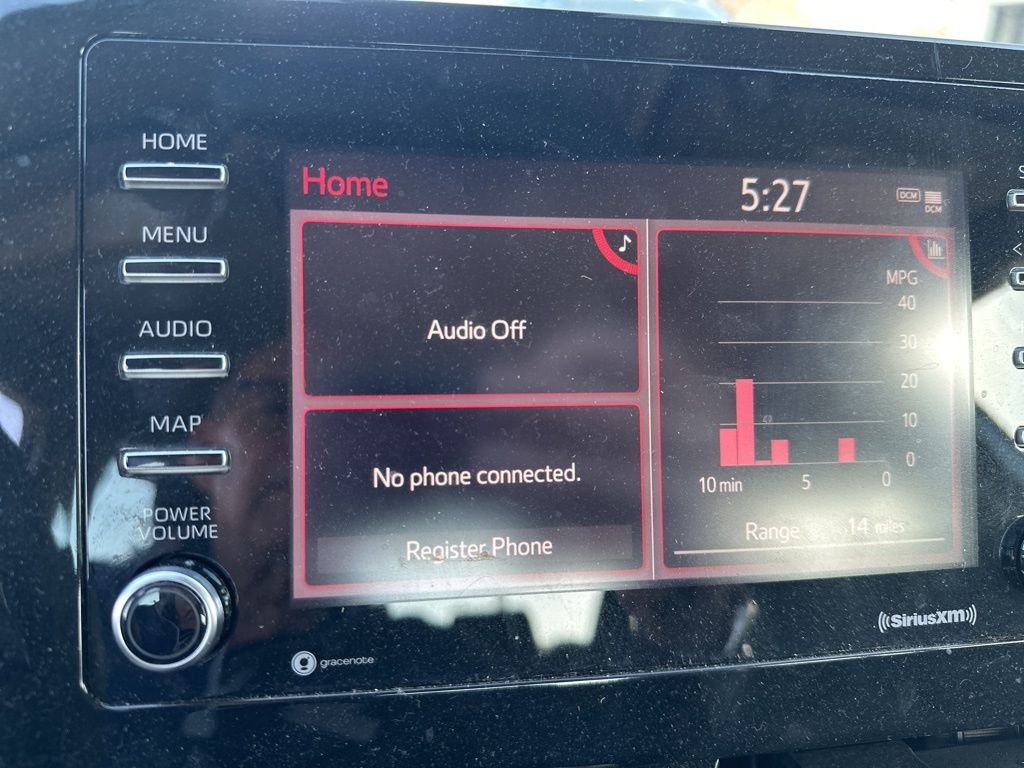 HOME
MENU
AUDIO
MAP
POWER
VOLUME
Home
5:27
DCM
DCM
Audio Off
No phone connected.
Register Phone
MPG
40
30
20
10
0
10 min
5
0
Range 14 miles
gracenote
SiriusXM